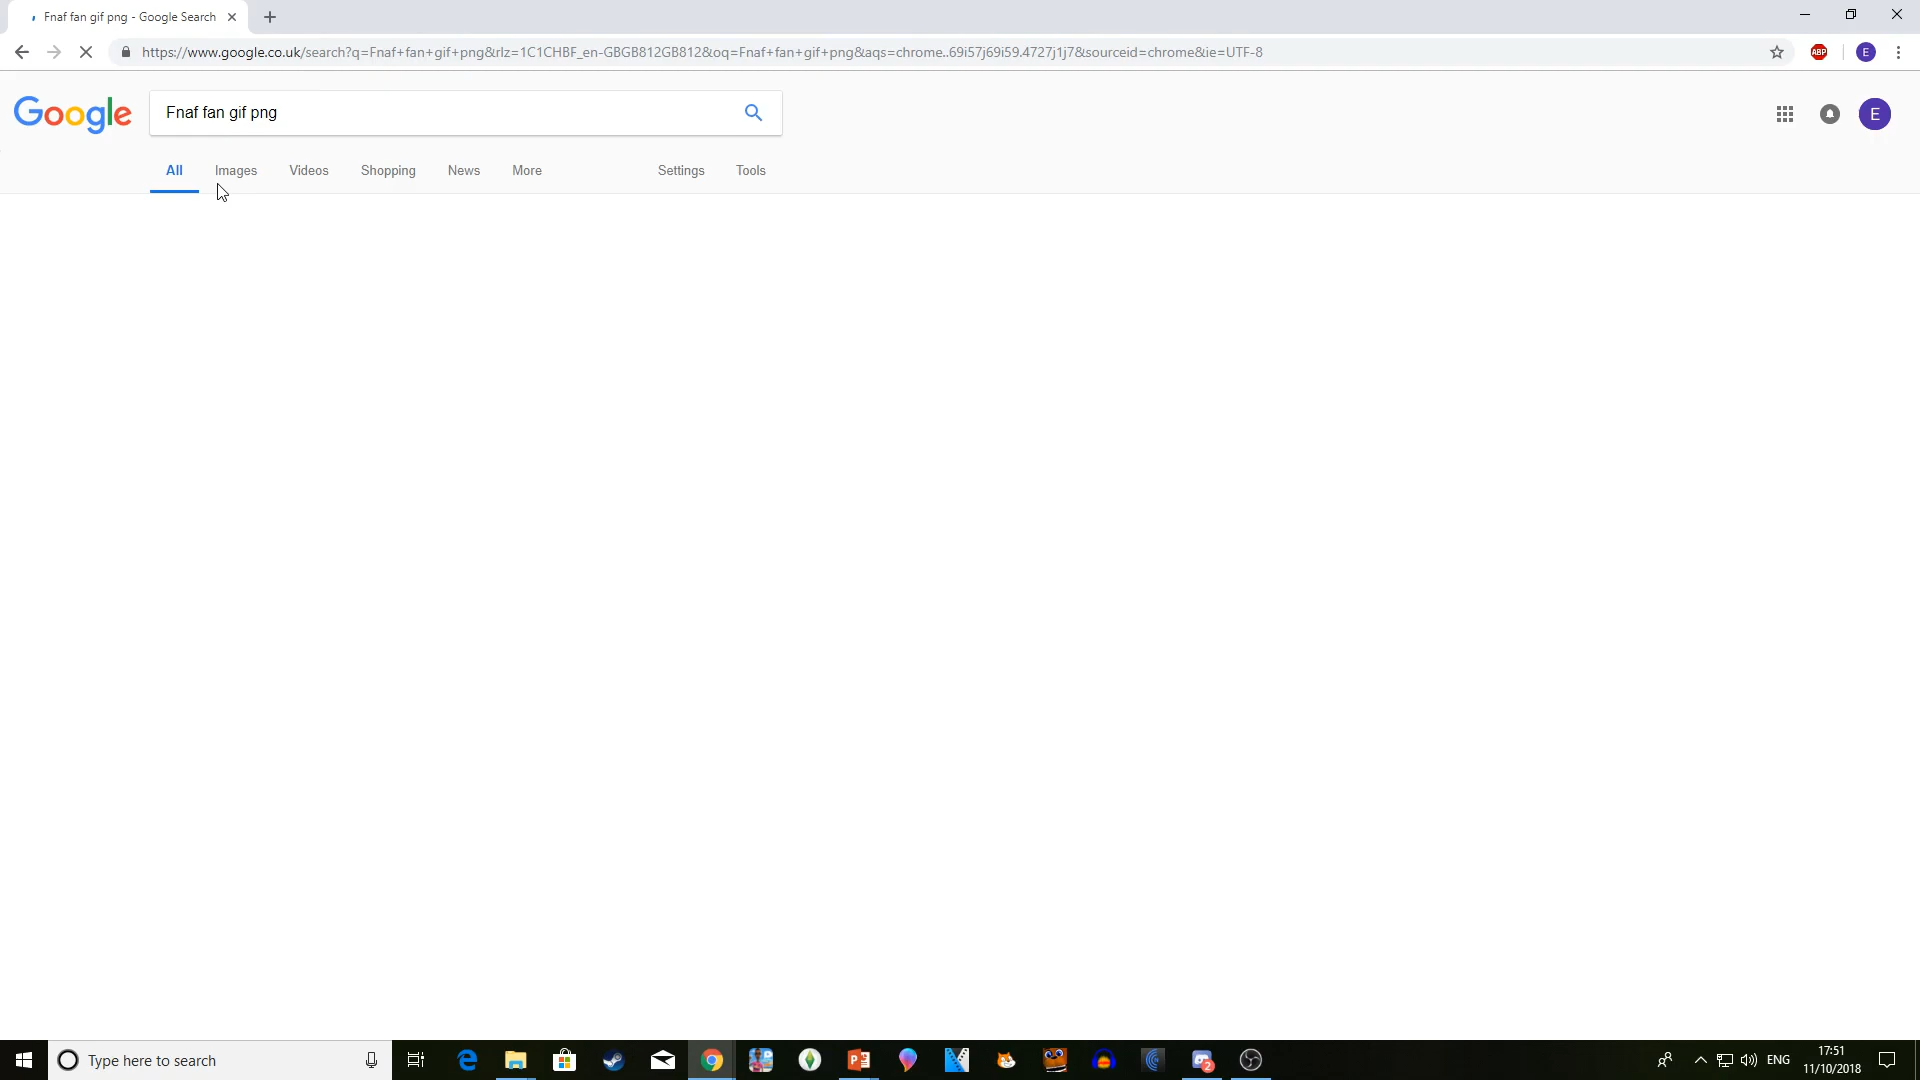 Fnaf fan gif png - Google Search
https://www.google.co.uk/search?q=Fnaf+fan+gif+png&rlz=1C1CHBF_en-GBGB812GB812&oq=Fnaf+fan+gif+png&aqs=chrome..69i57j69i59.4727j1j7&sourceid=chrome&ie=UTF-8
ABP
E
Google
Fnaf fan gif png
E
All Images Videos Shopping News More Settings Tools
Type here to search
2
ENG
17:51
11/10/2018